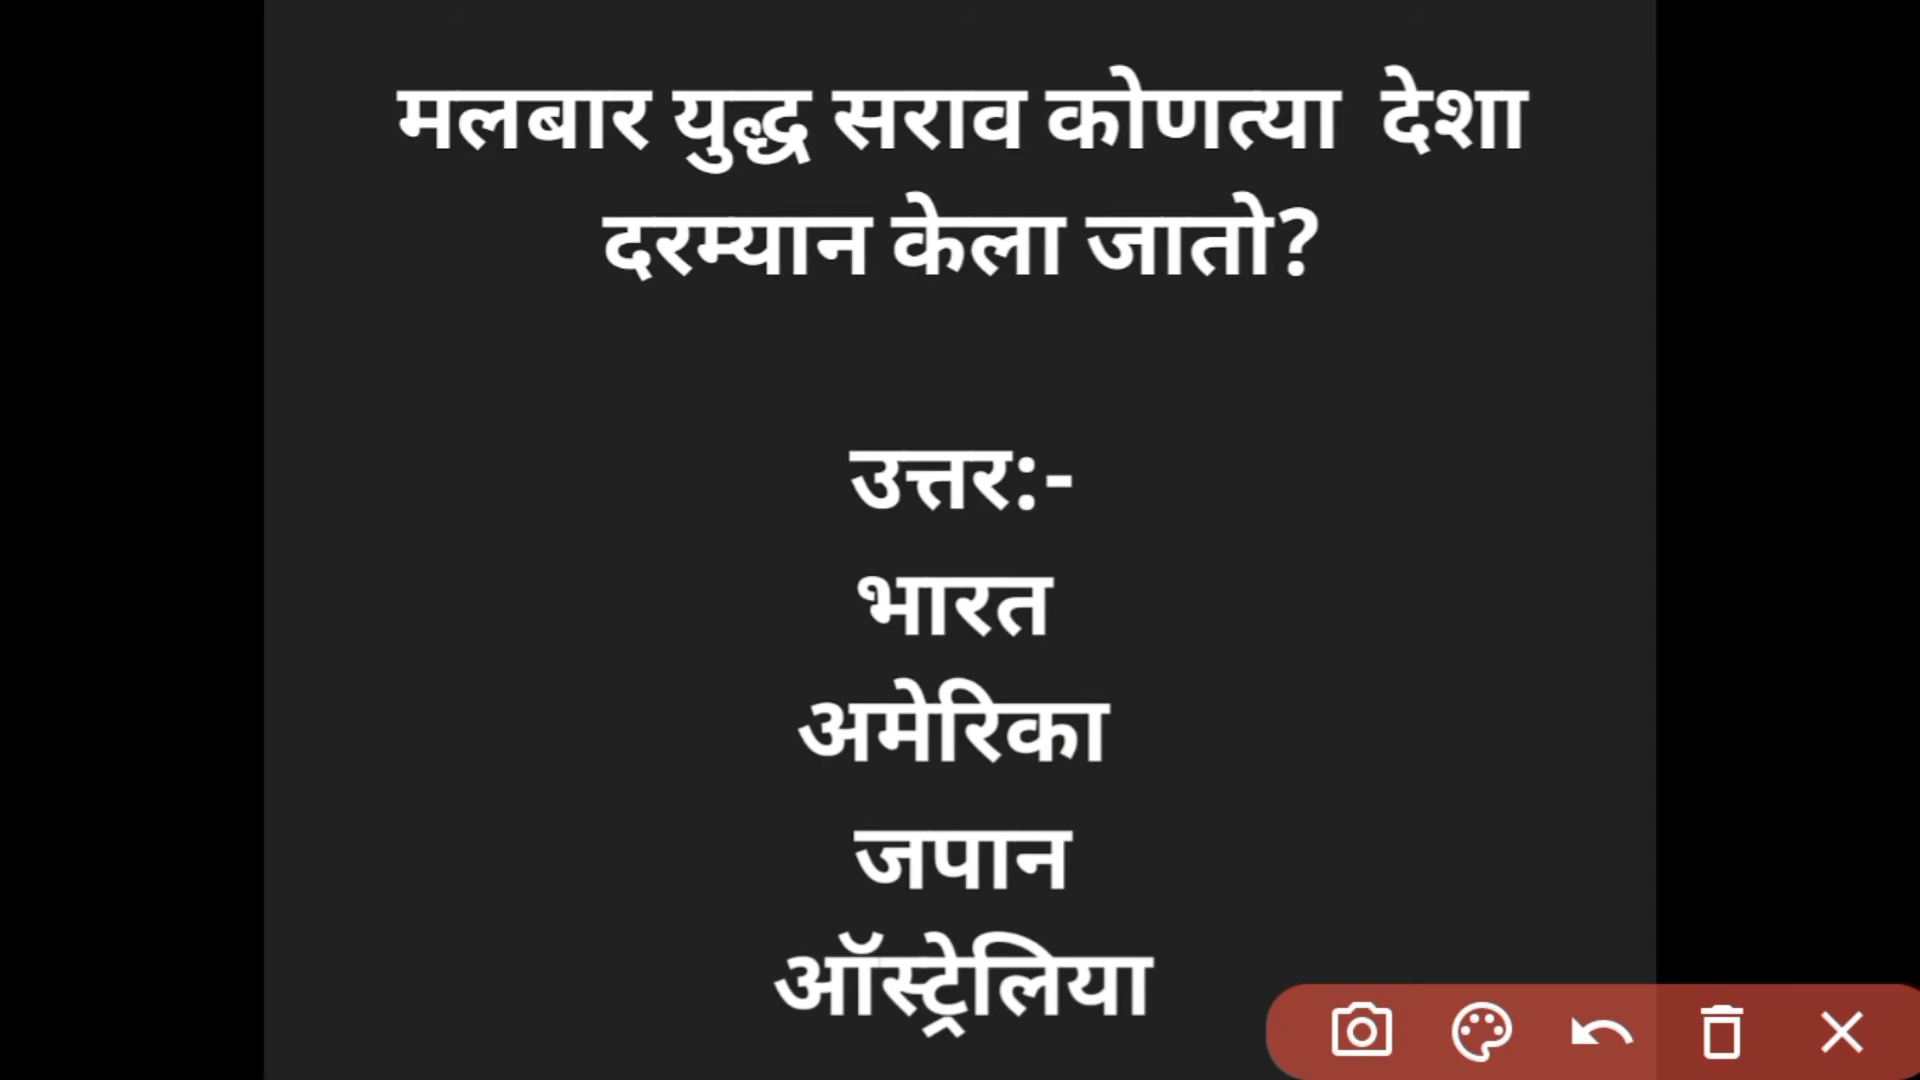 मलबार युद्ध सराव कोणत्या देशा
दरम्यान केला जातो?
उत्तर:-
भारत
अमेरिका
जपान
ऑस्ट्रेलिया